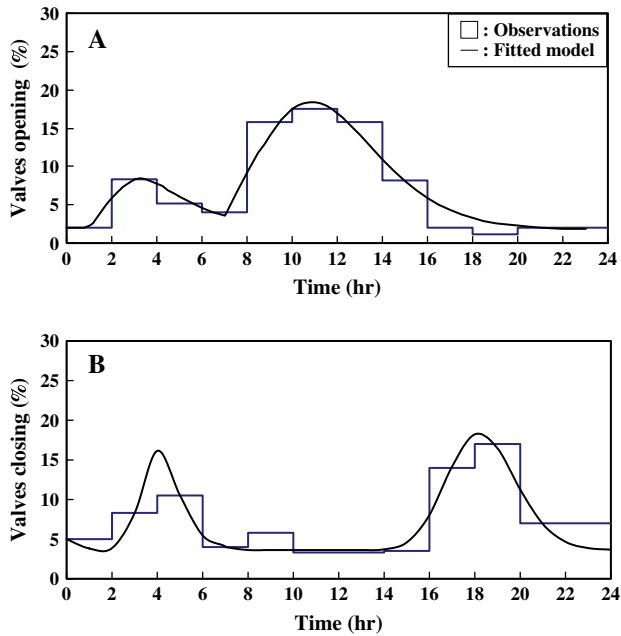 A
□ : Observations
— : Fitted model
Valves opening (%)
30
25
20
15
10
5
0
0 2 4 6 8 10 12 14 16 18 20 22 24
Time (hr)
B
Valves closing (%)
30
25
20
15
10
5
0
0 2 4 6 8 10 12 14 16 18 20 22 24
Time (hr)